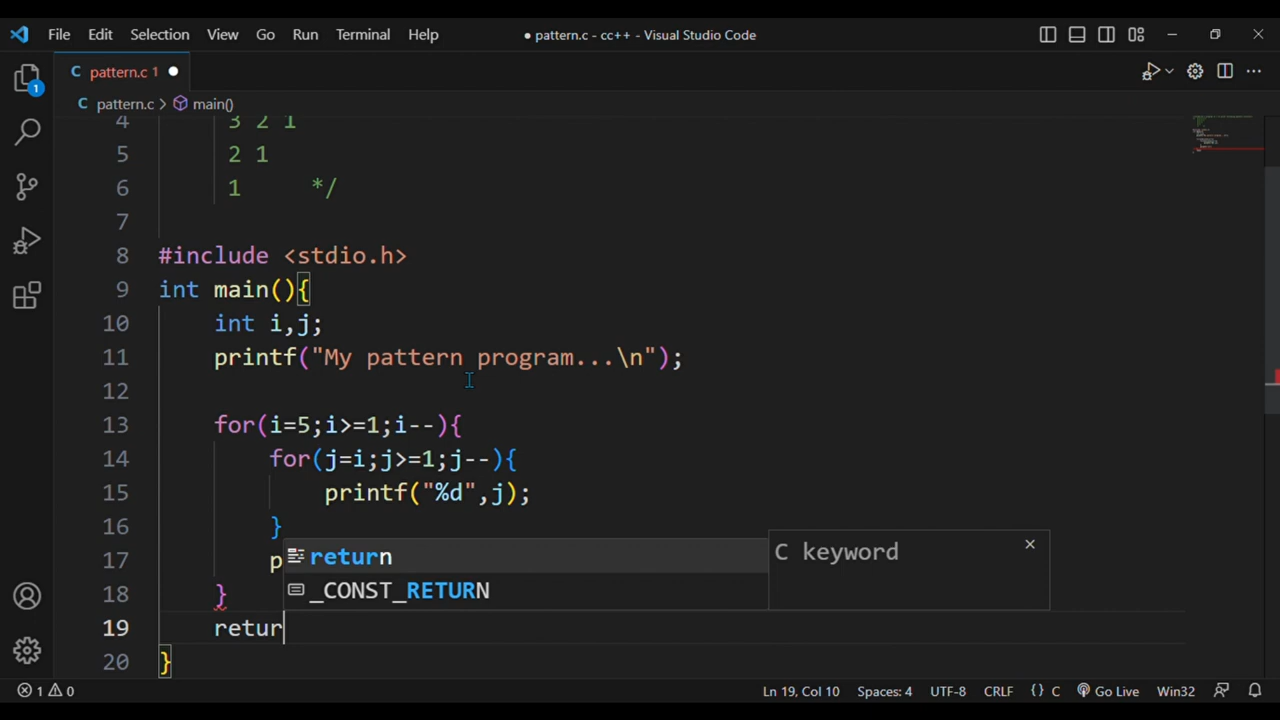 File Edit Selection View Go Run Terminal Help ● pattern.c - cc++ - Visual Studio Code
C pattern.c 1 ●
C pattern.c > main()
4 3 2 1
5 2 1
6 1 */
7
8 #include <stdio.h>
9 int main(){
10 int i,j;
11 printf("My pattern program...\n");
12
13 for(i=5;i>=1;i--){
14 for(j=i;j>=1;j--){
15 printf("%d",j);
16 }
17 p
return C keyword
_CONST_RETURN
18 }
19 retur
20 }
1 0 Ln 19, Col 10 Spaces: 4 UTF-8 CRLF {} C Go Live Win32
1